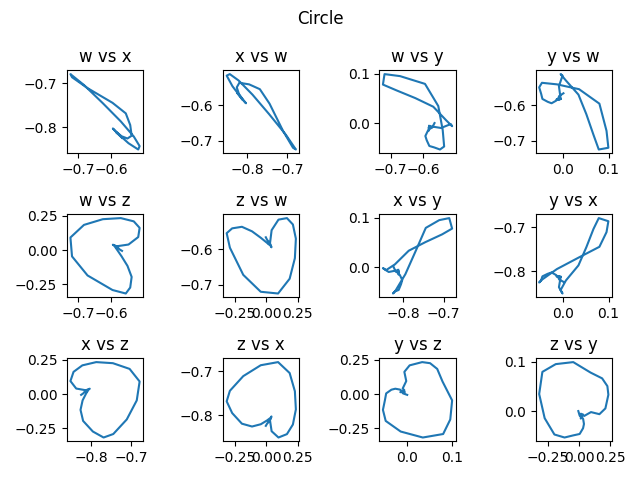 Circle
w vs x
x vs w
w vs y
y vs w
−0.7
−0.8
−0.7 −0.6
−0.6
−0.7
−0.8 −0.7
0.1
0.0
−0.7 −0.6
−0.6
−0.7
0.0 0.1
w vs z
z vs w
x vs y
y vs x
0.25
0.00
−0.25
−0.7 −0.6
−0.6
−0.7
−0.25 0.00 0.25
0.1
0.0
−0.8 −0.7
−0.7
−0.8
0.0 0.1
x vs z
z vs x
y vs z
z vs y
0.25
0.00
−0.25
−0.8 −0.7
−0.7
−0.8
−0.25 0.00 0.25
0.25
0.00
−0.25
0.0 0.1
0.1
0.0
−0.25 0.00 0.25